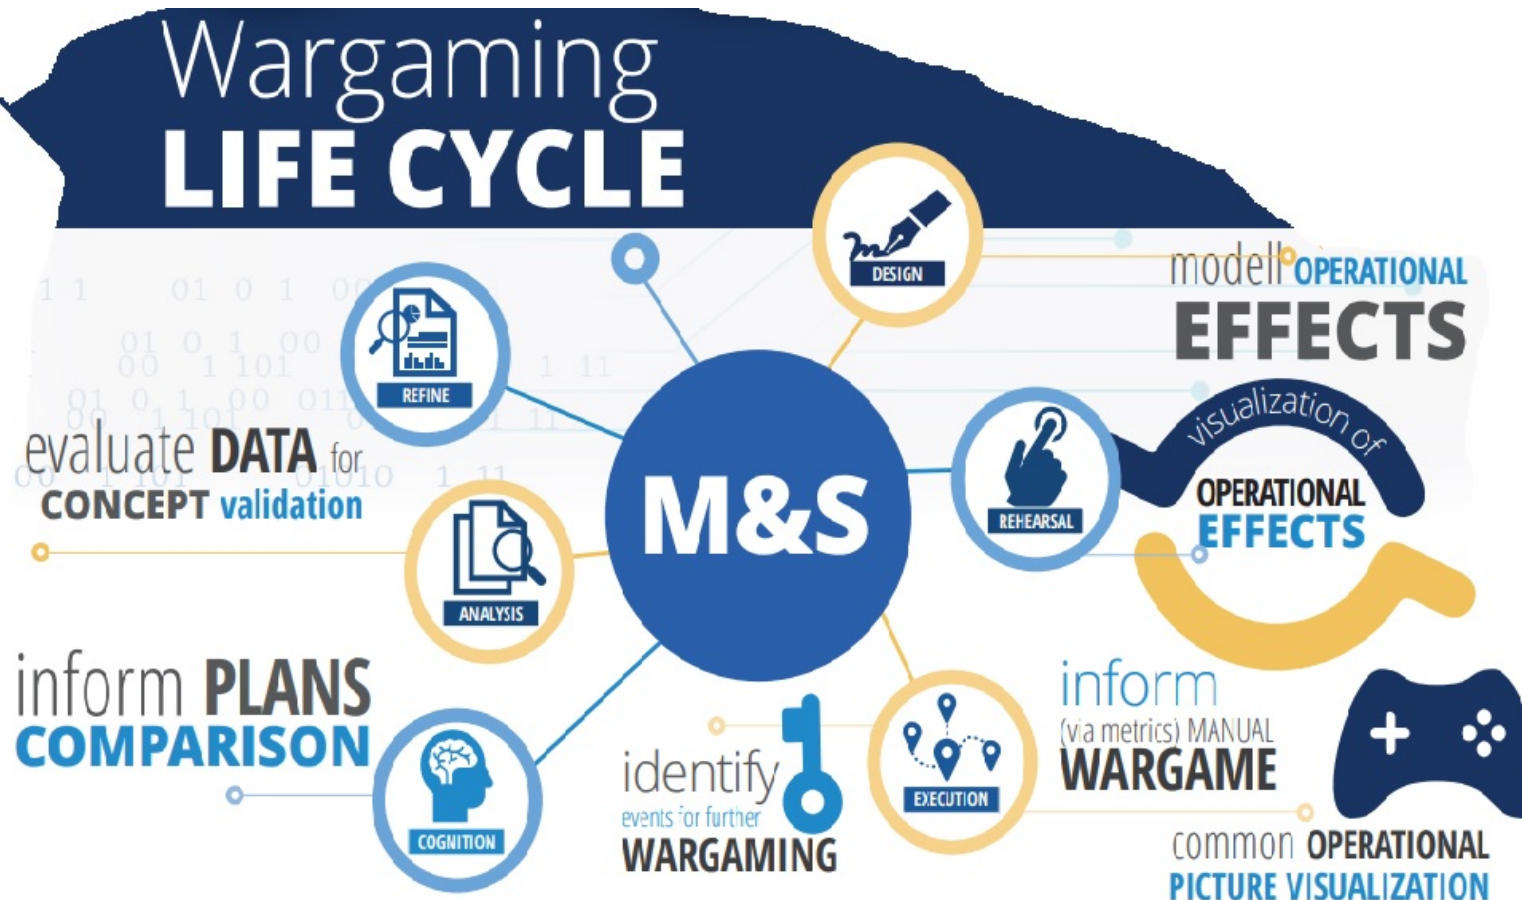 Wargaming
LIFE CYCLE
DESIGN
modell OPERATIONAL
EFFECTS
REFINE
visualization of
OPERATIONAL
EFFECTS
REHEARSAL
M&S
evaluate DATA for
CONCEPT validation
ANALYSIS
inform PLANS
COMPARISON
COGNITION
identify
events for further
WARGAMING
EXECUTION
inform
(via metrics) MANUAL
WARGAME
common OPERATIONAL
PICTURE VISUALIZATION